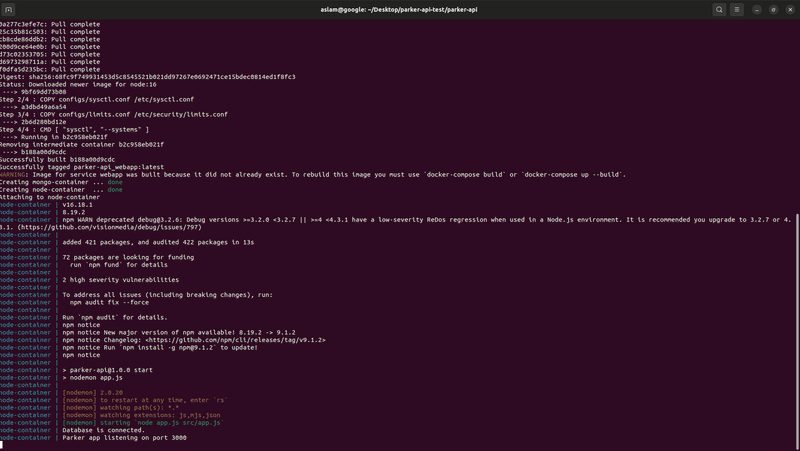 aslam@google: ~/Desktop/parker-api-test/parker-api
0a277c3efe7c: Pull complete
25c35b81c503: Pull complete
cb8cde86ddb2: Pull complete
200d9ce64e0b: Pull complete
d73c02353705: Pull complete
d6973298711a: Pull complete
f0dfa5d235bc: Pull complete
Digest: sha256:68fc9f749931453d5c8545521b021dd97267e0692471ce15bdec0814ed1f8fc3
Status: Downloaded newer image for node:16
---> 9bf69dd73b08
Step 2/4 : COPY configs/sysctl.conf /etc/sysctl.conf
---> a3dbd49a6a54
Step 3/4 : COPY configs/limits.conf /etc/security/limits.conf
---> 2b6d280bd12e
Step 4/4 : CMD [ "sysctl", "--systems" ]
---> Running in b2c958eb021f
Removing intermediate container b2c958eb021f
---> b188a00d9cdc
Successfully built b188a00d9cdc
Successfully tagged parker-api_webapp:latest
WARNING: Image for service webapp was built because it did not already exist. To rebuild this image you must use `docker-compose build` or `docker-compose up --build`.
Creating mongo-container ... done
Creating node-container ... done
Attaching to node-container
node-container | v16.18.1
node-container | 8.19.2
node-container | npm WARN deprecated debug@3.2.6: Debug versions >=3.2.0 <3.2.7 || >=4 <4.3.1 have a low-severity ReDos regression when used in a Node.js environment. It is recommended you upgrade to 3.2.7 or 4.
3.1. (https://github.com/visionmedia/debug/issues/797)
node-container |
node-container | added 421 packages, and audited 422 packages in 13s
node-container |
node-container | 72 packages are looking for funding
node-container | run `npm fund` for details
node-container |
node-container | 2 high severity vulnerabilities
node-container |
node-container | To address all issues (including breaking changes), run:
node-container | npm audit fix --force
node-container |
node-container | Run `npm audit` for details.
node-container | npm notice
node-container | npm notice New major version of npm available! 8.19.2 -> 9.1.2
node-container | npm notice Changelog: <https://github.com/npm/cli/releases/tag/v9.1.2>
node-container | npm notice Run `npm install -g npm@9.1.2` to update!
node-container | npm notice
node-container |
node-container | > parker-api@1.0.0 start
node-container | > nodemon app.js
node-container |
node-container | [nodemon] 2.0.20
node-container | [nodemon] to restart at any time, enter `rs`
node-container | [nodemon] watching path(s): *.*
node-container | [nodemon] watching extensions: js,mjs,json
node-container | [nodemon] starting `node app.js src/app.js`
node-container | Database is connected.
node-container | Parker app listening on port 3000